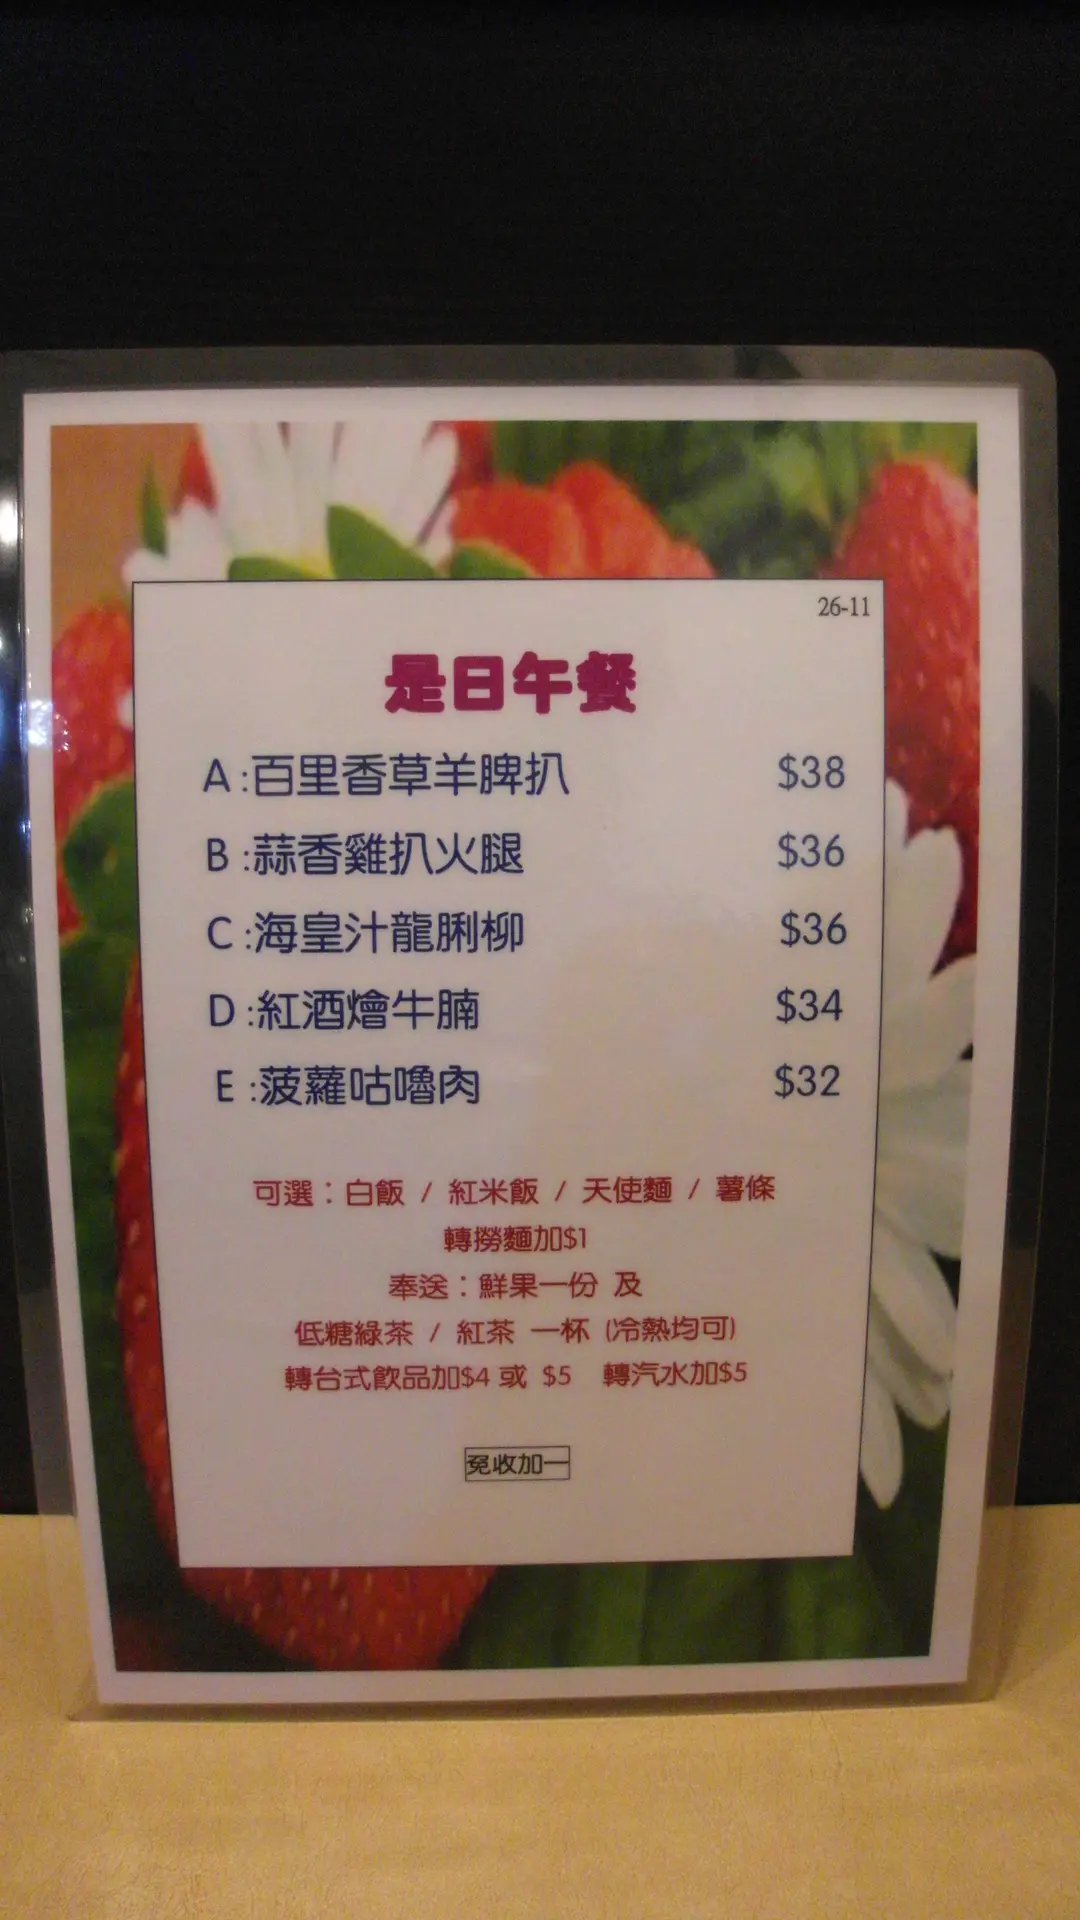 26-11
是日午餐
A:百里香草羊脾扒 $38
B:蒜香雞扒火腿 $36
C:海皇汁龍脷柳 $36
D:紅酒燴牛腩 $34
E:菠蘿咕嚕肉 $32
可選：白飯 / 紅米飯 / 天使麵 / 薯條
轉撈麵加$1
奉送：鮮果一份 及
低糖綠茶 / 紅茶 一杯 (冷熱均可)
轉台式飲品加$4 或 $5 轉汽水加$5
免收加一